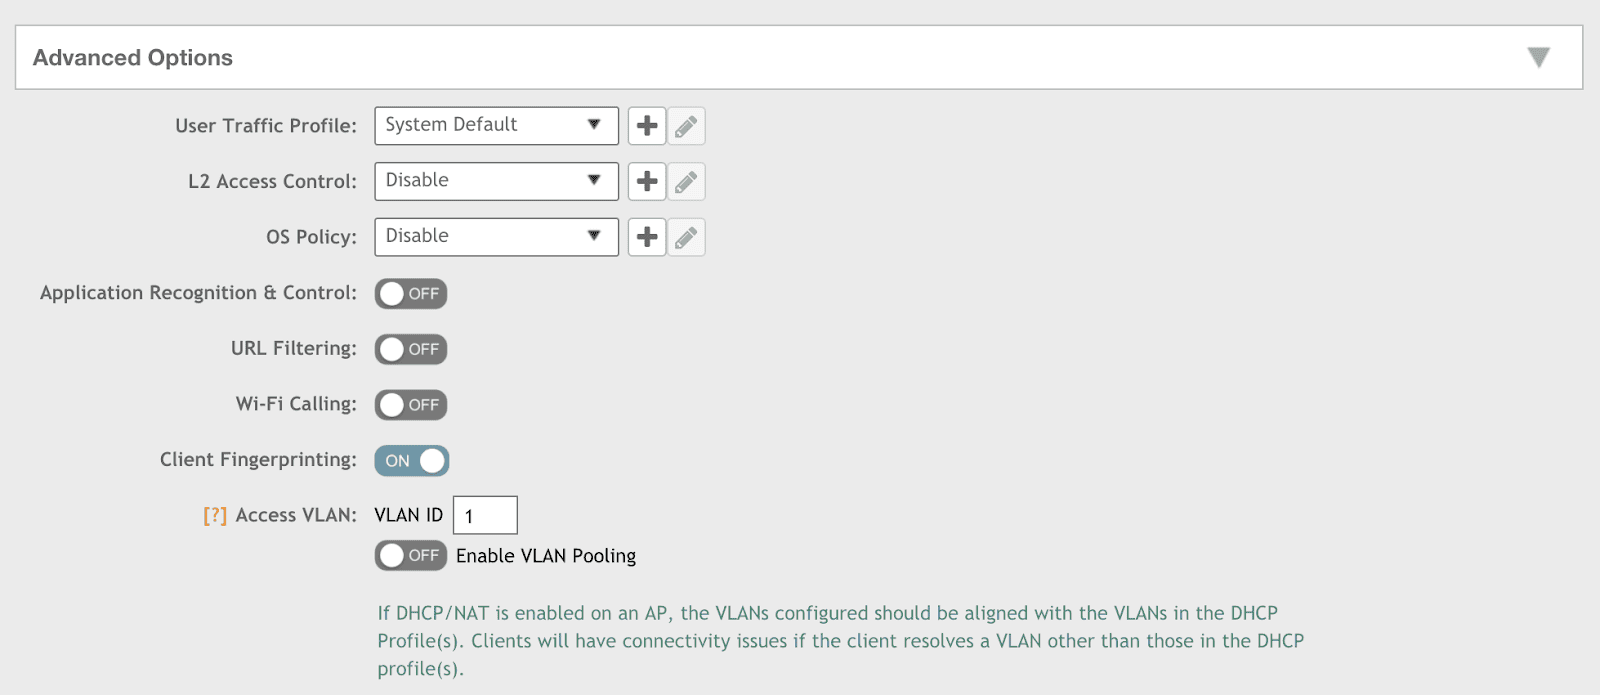 Advanced Options
User Traffic Profile: System Default
L2 Access Control: Disable
OS Policy: Disable
Application Recognition & Control: OFF
URL Filtering: OFF
Wi-Fi Calling: OFF
Client Fingerprinting: ON
[?] Access VLAN: VLAN ID 1
OFF Enable VLAN Pooling
If DHCP/NAT is enabled on an AP, the VLANs configured should be aligned with the VLANs in the DHCP
Profile(s). Clients will have connectivity issues if the client resolves a VLAN other than those in the DHCP
profile(s).